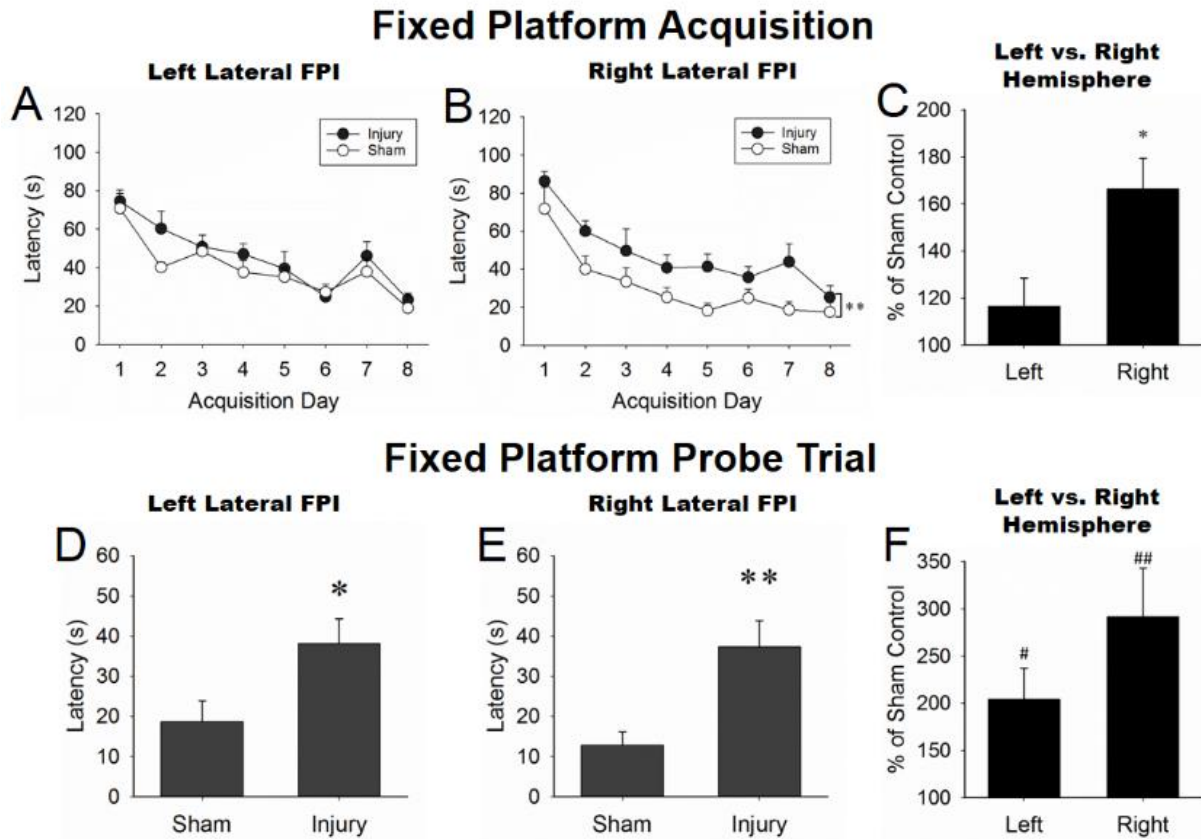 Fixed Platform Acquisition
Left Lateral FPI
Right Lateral FPI
Left vs. Right
Hemisphere
A
120
100
80
60
40
20
0
Latency (s)
Injury
Sham
1 2 3 4 5 6 7 8
Acquisition Day
B
120
100
80
60
40
20
0
Latency (s)
Injury
Sham
**
1 2 3 4 5 6 7 8
Acquisition Day
C
200
180
160
140
120
100
% of Sham Control
*
Left Right
Fixed Platform Probe Trial
Left Lateral FPI
Right Lateral FPI
Left vs. Right
Hemisphere
D
60
50
40
30
20
10
0
Latency (s)
*
Sham Injury
E
60
50
40
30
20
10
0
Latency (s)
**
Sham Injury
F
350
300
250
200
150
100
% of Sham Control
#
##
Left Right